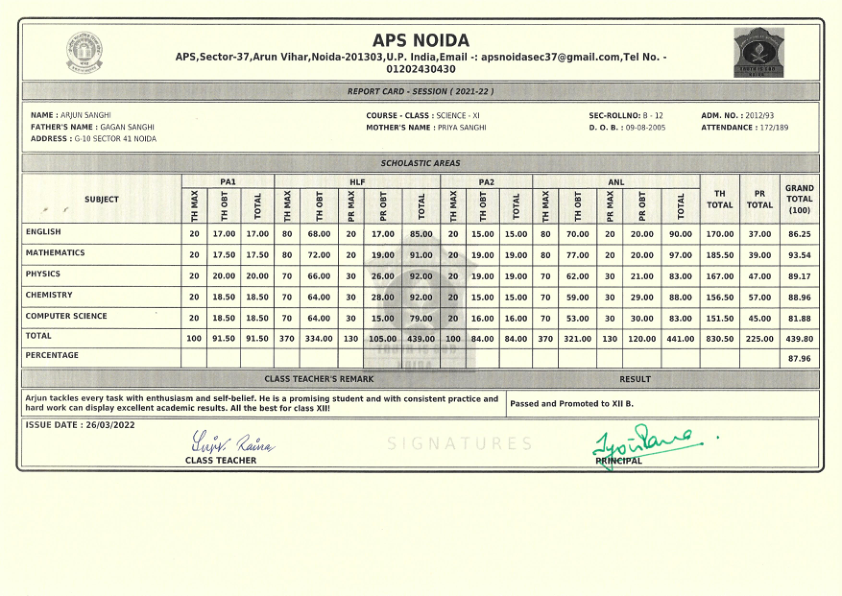 APS NOIDA
APS,Sector-37,Arun Vihar,Noida-201303,U.P. India,Email -: apsnoidasec37@gmail.com,Tel No. -
01202430430
REPORT CARD - SESSION ( 2021-22 )
NAME : ARJUN SANGHI COURSE - CLASS : SCIENCE - XI SEC-ROLLNO: B - 12 ADM. NO. : 2012/93
FATHER'S NAME : GAGAN SANGHI MOTHER'S NAME : PRIYA SANGHI D. O. B. : 09-08-2005 ATTENDANCE : 172/189
ADDRESS : G-10 SECTOR 41 NOIDA
SCHOLASTIC AREAS
SUBJECT PA1 HLF PA2 ANL TH TOTAL PR TOTAL GRAND TOTAL (100)
TH MAX TH OBT TOTAL TH MAX TH OBT PR MAX PR OBT TOTAL TH MAX TH OBT TOTAL TH MAX TH OBT PR MAX PR OBT TOTAL
ENGLISH 20 17.00 17.00 80 68.00 20 17.00 85.00 20 15.00 15.00 80 70.00 20 20.00 90.00 170.00 37.00 86.25
MATHEMATICS 20 17.50 17.50 80 72.00 20 19.00 91.00 20 19.00 19.00 80 77.00 20 20.00 97.00 185.50 39.00 93.54
PHYSICS 20 20.00 20.00 70 66.00 30 26.00 92.00 20 19.00 19.00 70 62.00 30 21.00 83.00 167.00 47.00 89.17
CHEMISTRY 20 18.50 18.50 70 64.00 30 28.00 92.00 20 15.00 15.00 70 59.00 30 29.00 88.00 156.50 57.00 88.96
COMPUTER SCIENCE 20 18.50 18.50 70 64.00 30 15.00 79.00 20 16.00 16.00 70 53.00 30 30.00 83.00 151.50 45.00 81.88
TOTAL 100 91.50 91.50 370 334.00 130 105.00 439.00 100 84.00 84.00 370 321.00 130 120.00 441.00 830.50 225.00 439.80
TRUTH IS GOD
NOIDA
PERCENTAGE 87.96
CLASS TEACHER'S REMARK RESULT
Arjun tackles every task with enthusiasm and self-belief. He is a promising student and with consistent practice and
hard work can display excellent academic results. All the best for class XII!
Passed and Promoted to XII B.
ISSUE DATE : 26/03/2022
SIGNATURES
CLASS TEACHER PRINCIPAL